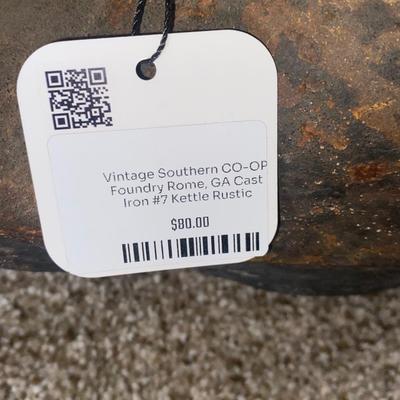 Vintage Southern CO-OP
Foundry Rome, GA Cast
Iron #7 Kettle Rustic
$80.00